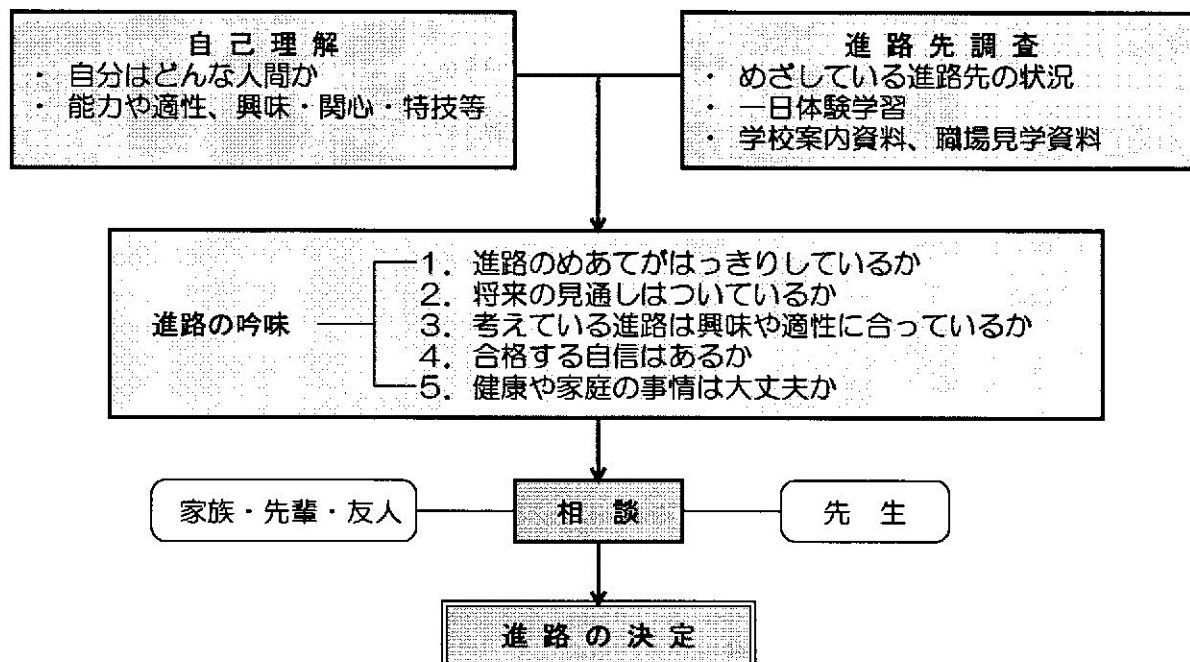 自己理解
・ 自分はどんな人間か
・ 能力や適性、興味・関心・特技等
進路先調査
・ めざしている進路先の状況
・ 一日体験学習
・ 学校案内資料、職場見学資料
進路の吟味
1．進路のめあてがはっきりしているか
2．将来の見通しはついているか
3．考えている進路は興味や適性に合っているか
4．合格する自信はあるか
5．健康や家庭の事情は大丈夫か
家族・先輩・友人
相談
先生
進路の決定